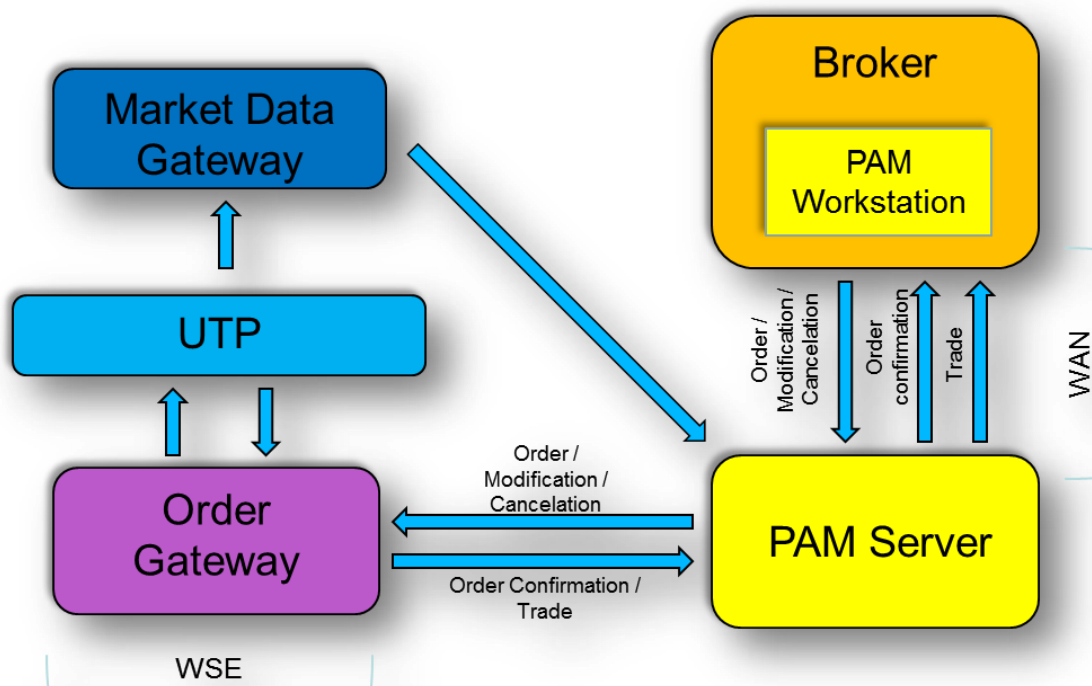 Market Data
Gateway
Broker
PAM
Workstation
UTP
Order /
Modification /
Cancelation
Order
confirmation
Trade
WAN
Order
Gateway
Order /
Modification /
Cancelation
Order Confirmation /
Trade
PAM Server
WSE